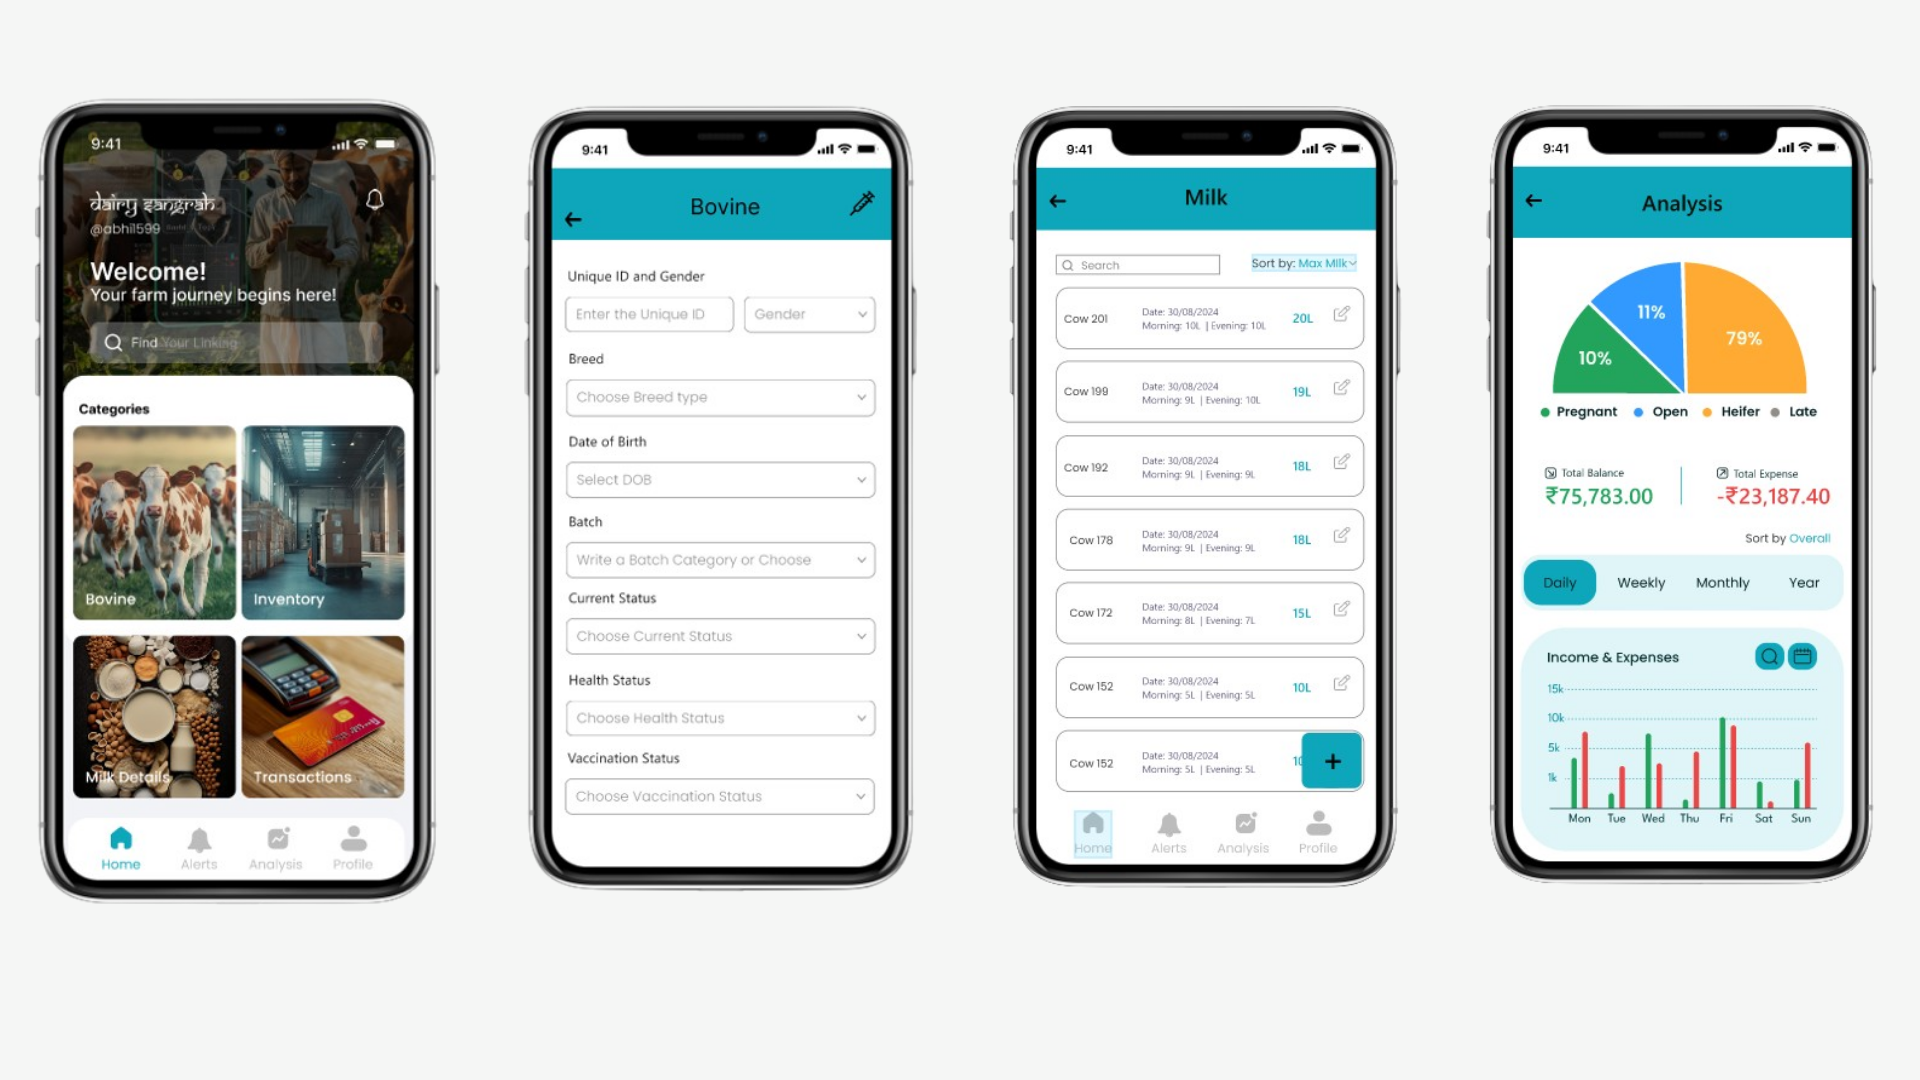 9:41
dairy sangrah
@abhi1599
Welcome!
Your farm journey begins here!
Find Your Linking
Categories
Bovine
Inventory
Milk Details
Transactions
Home
Alerts
Analysis
Profile
9:41
Bovine
Unique ID and Gender
Enter the Unique ID
Gender
Breed
Choose Breed type
Date of Birth
Select DOB
Batch
Write a Batch Category or Choose
Current Status
Choose Current Status
Health Status
Choose Health Status
Vaccination Status
Choose Vaccination Status
9:41
Milk
Search
Sort by: Max MIlk
Cow 201
Date: 30/08/2024
Morning: 10L | Evening: 10L
20L
Cow 199
Date: 30/08/2024
Morning: 9L | Evening: 10L
19L
Cow 192
Date: 30/08/2024
Morning: 9L | Evening: 9L
18L
Cow 178
Date: 30/08/2024
Morning: 9L | Evening: 9L
18L
Cow 172
Date: 30/08/2024
Morning: 8L | Evening: 7L
15L
Cow 152
Date: 30/08/2024
Morning: 5L | Evening: 5L
10L
Cow 152
Date: 30/08/2024
Morning: 5L | Evening: 5L
10
+
Home
Alerts
Analysis
Profile
9:41
Analysis
11%
79%
10%
Pregnant
Open
Heifer
Late
Total Balance
₹75,783.00
Total Expense
-₹23,187.40
Sort by Overall
Daily
Weekly
Monthly
Year
Income & Expenses
15k
10k
5k
1k
Mon
Tue
Wed
Thu
Fri
Sat
Sun